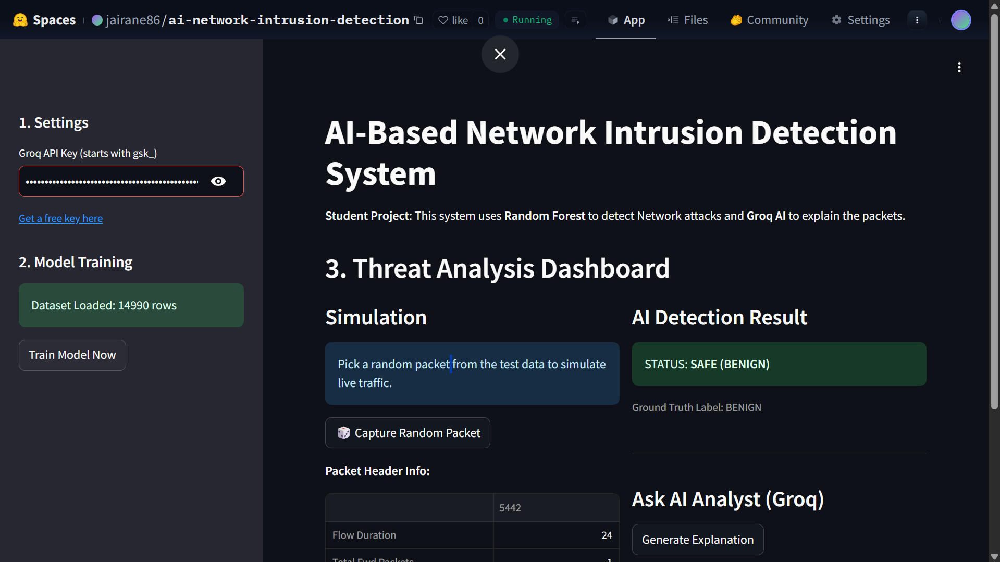 Spaces jairane86/ai-network-intrusion-detection like 0 Running App Files Community Settings
1. Settings
Groq API Key (starts with gsk_)
Get a free key here
2. Model Training
Dataset Loaded: 14990 rows
Train Model Now
AI-Based Network Intrusion Detection
System
Student Project: This system uses Random Forest to detect Network attacks and Groq AI to explain the packets.
3. Threat Analysis Dashboard
Simulation
Pick a random packet from the test data to simulate
live traffic.
Capture Random Packet
Packet Header Info:
5442
Flow Duration 24
Total Fwd Packets 1
AI Detection Result
STATUS: SAFE (BENIGN)
Ground Truth Label: BENIGN
Ask AI Analyst (Groq)
Generate Explanation